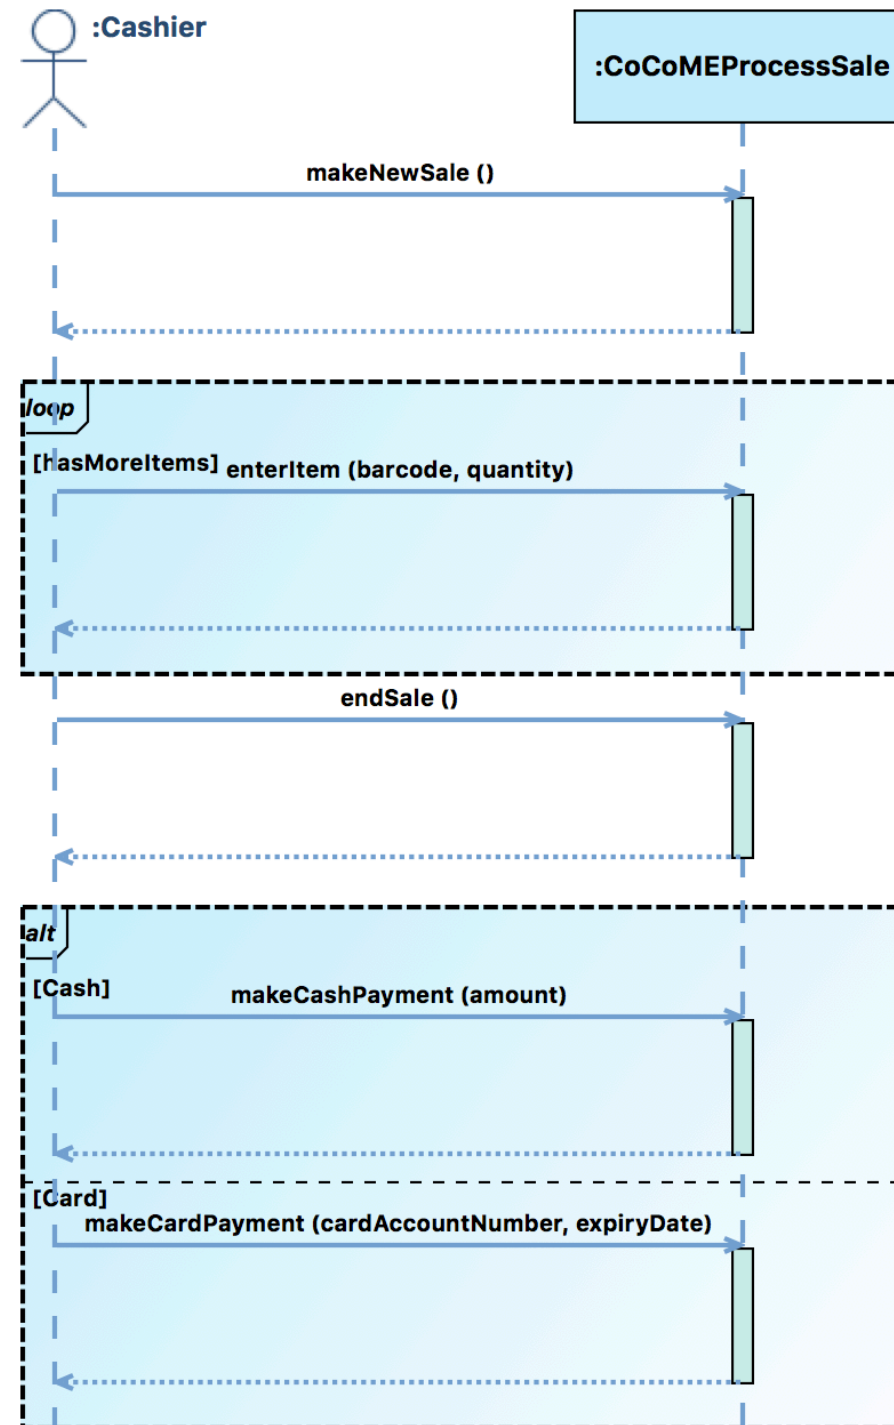 :Cashier
:CoCoMEProcessSale
makeNewSale ()
loop
[hasMoreItems]
enterItem (barcode, quantity)
endSale ()
alt
[Cash]
makeCashPayment (amount)
[Card]
makeCardPayment (cardAccountNumber, expiryDate)